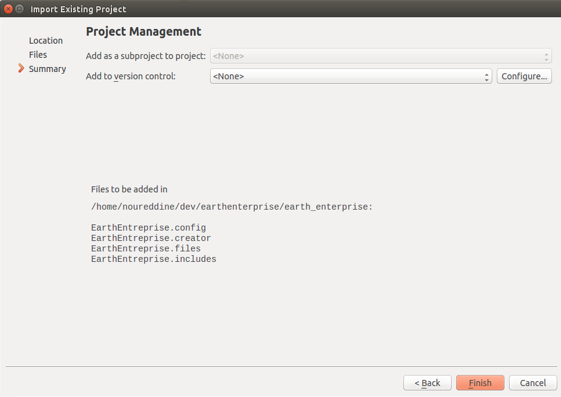 Import Existing Project
Location
Files
Summary
Project Management
Add as a subproject to project: <None>
Add to version control: <None> Configure...
Files to be added in
/home/noureddine/dev/earthenterprise/earth_enterprise:
EarthEntreprise.config
EarthEntreprise.creator
EarthEntreprise.files
EarthEntreprise.includes
< Back Finish Cancel